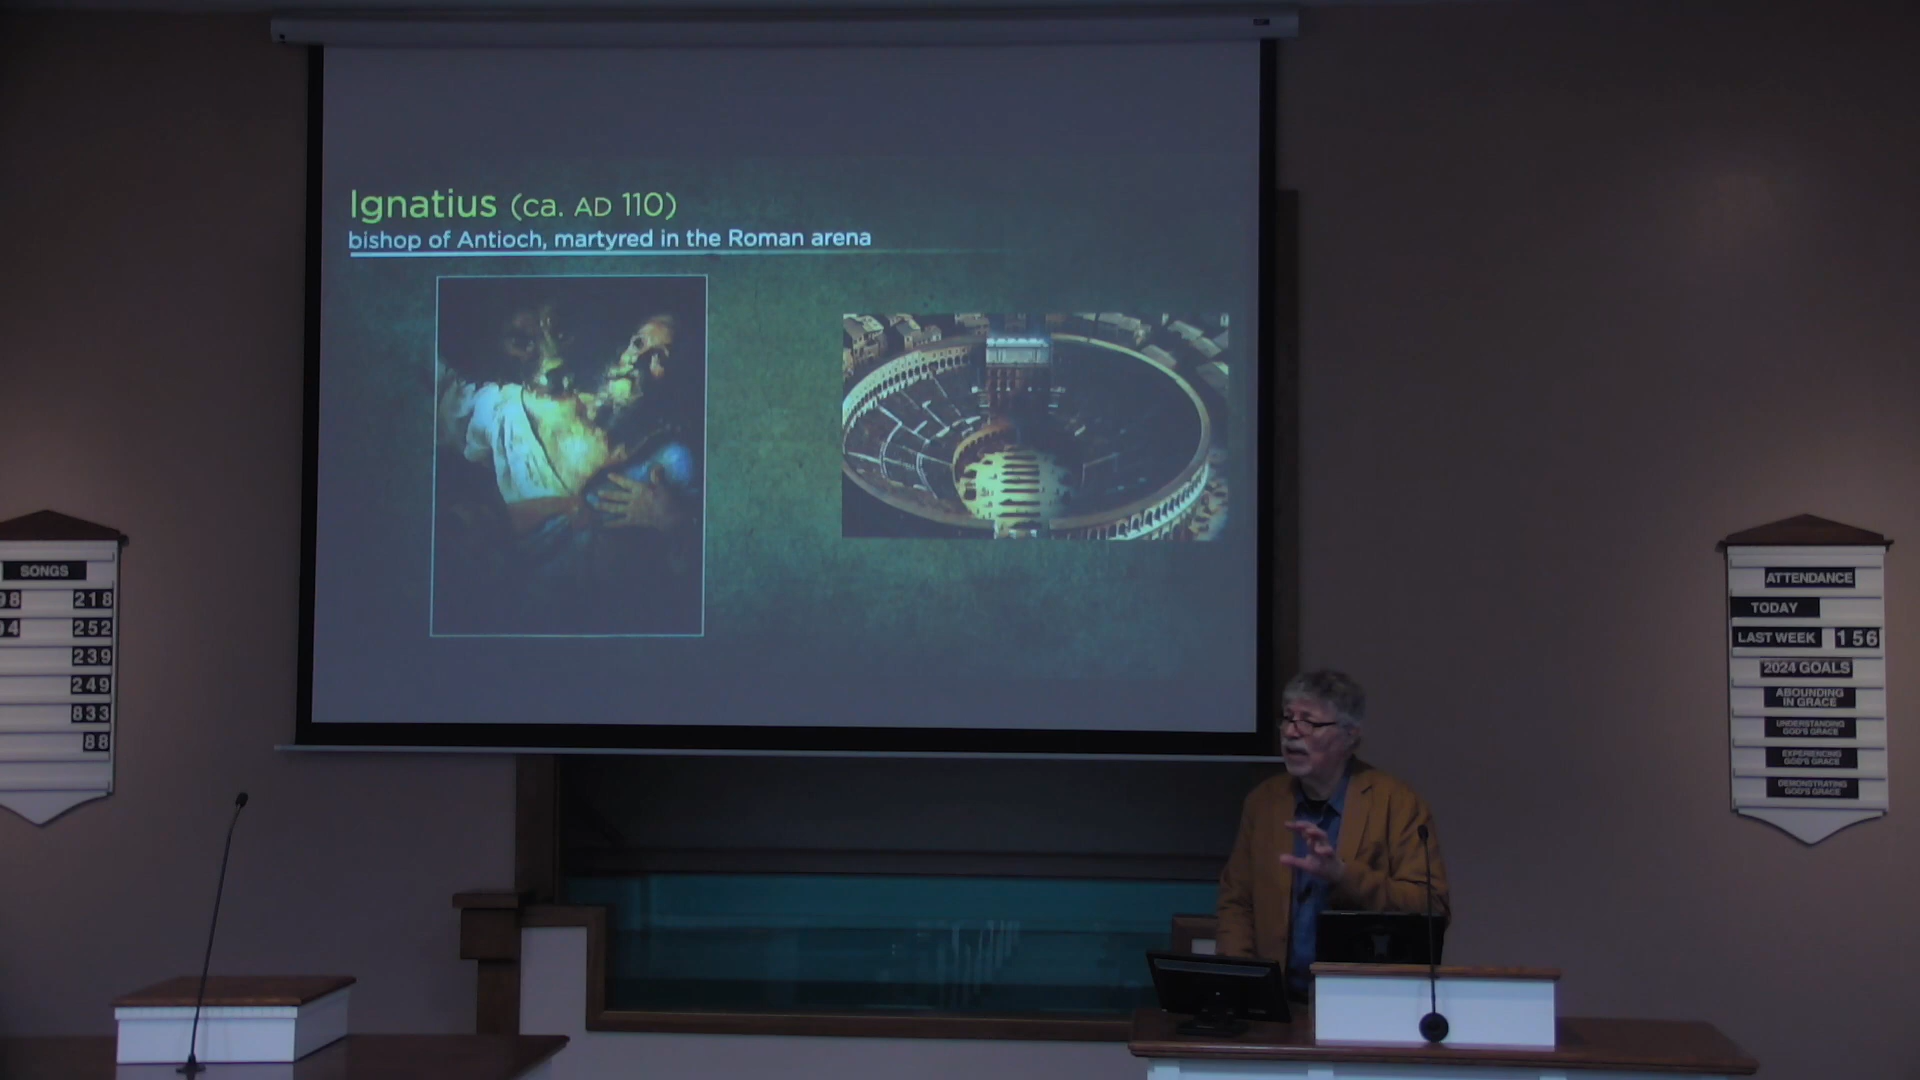 Ignatius (ca. AD 110)
bishop of Antioch, martyred in the Roman arena
SONGS
98 218
94 252
239
249
833
88
ATTENDANCE
TODAY
LAST WEEK 156
2024 GOALS
ABOUNDING
IN GRACE
UNDERSTANDING
GOD'S GRACE
EXPERIENCING
GOD'S GRACE
DEMONSTRATING
GOD'S GRACE